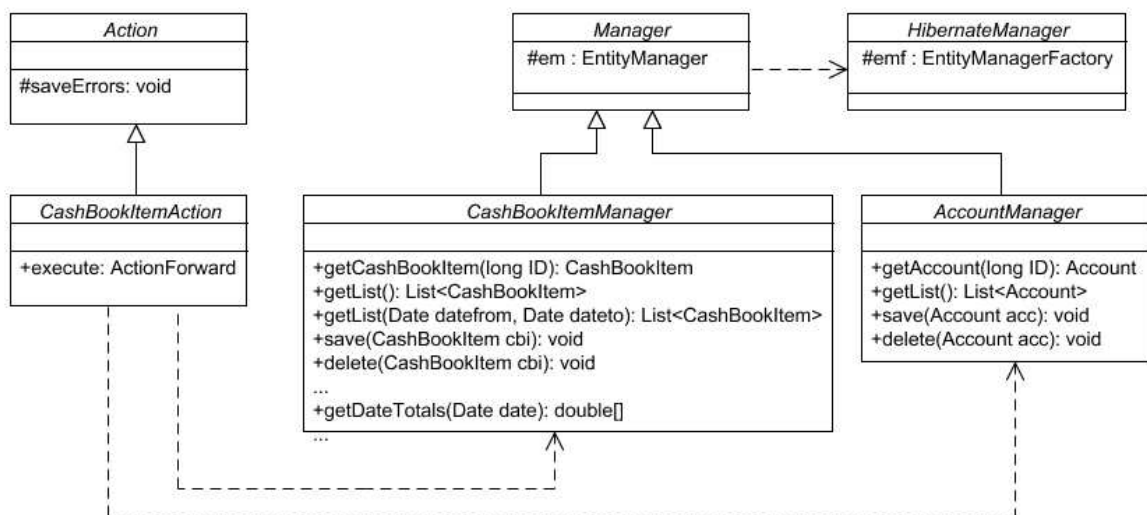 Action
#saveErrors: void
Manager
#em : EntityManager
HibernateManager
#emf : EntityManagerFactory
CashBookItemAction
+execute: ActionForward
CashBookItemManager
+getCashBookItem(long ID): CashBookItem
+getList(): List<CashBookItem>
+getList(Date datefrom, Date dateto): List<CashBookItem>
+save(CashBookItem cbi): void
+delete(CashBookItem cbi): void
...
+getDateTotals(Date date): double[]
...
AccountManager
+getAccount(long ID): Account
+getList(): List<Account>
+save(Account acc): void
+delete(Account acc): void